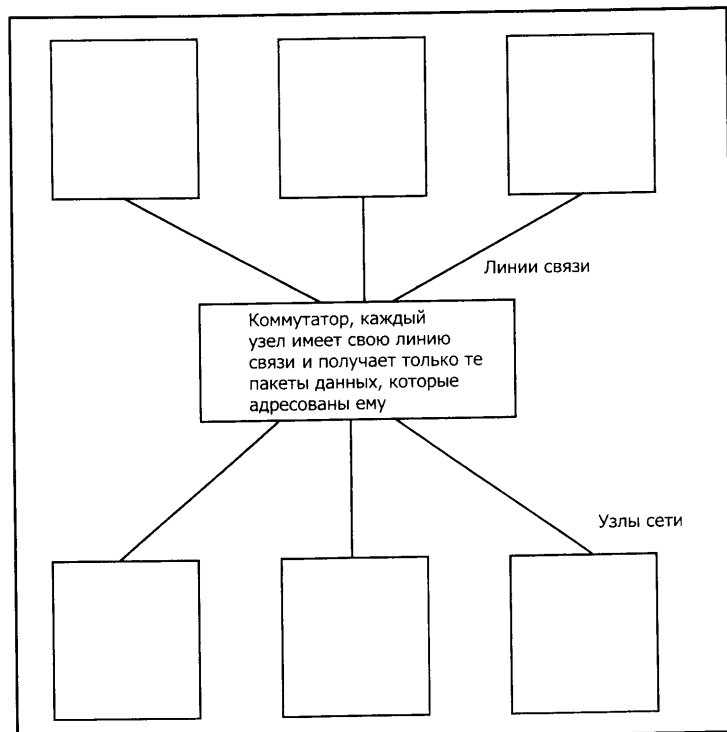 Линии связи
Коммутатор, каждый
узел имеет свою линию
связи и получает только те
пакеты данных, которые
адресованы ему
Узлы сети